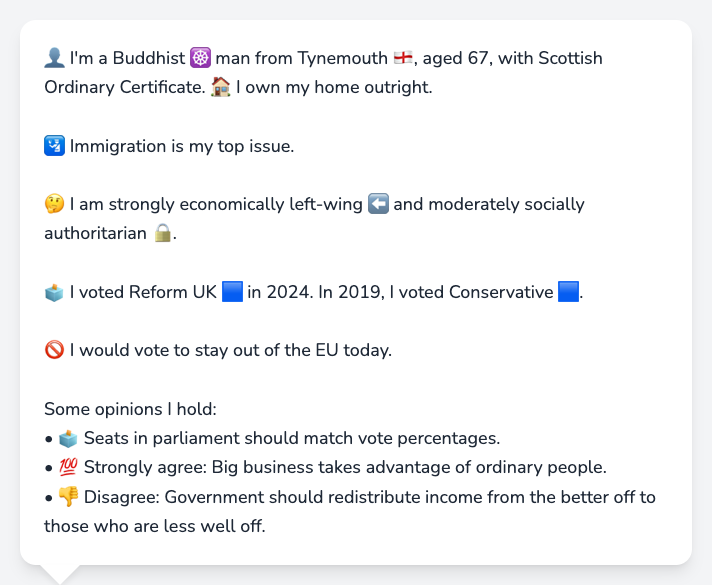 👤 I'm a Buddhist ☸️ man from Tynemouth 🏴󠁧󠁢󠁥󠁮󠁧󠁿, aged 67, with Scottish
Ordinary Certificate. 🏠 I own my home outright.
🛂 Immigration is my top issue.
🤔 I am strongly economically left-wing ⬅️ and moderately socially
authoritarian 🔒.
🗳️ I voted Reform UK 🟦 in 2024. In 2019, I voted Conservative 🟦.
🚫 I would vote to stay out of the EU today.
Some opinions I hold:
• 🗳️ Seats in parliament should match vote percentages.
• 💯 Strongly agree: Big business takes advantage of ordinary people.
• 👎 Disagree: Government should redistribute income from the better off to
those who are less well off.